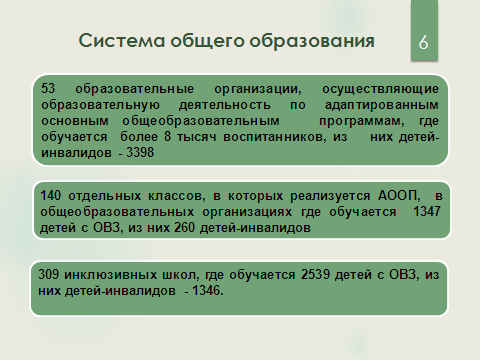 Система общего образования
6
53 образовательные организации, осуществляющие
образовательную деятельность по адаптированным
основным общеобразовательным программам, где
обучается более 8 тысяч воспитанников, из них детей-
инвалидов - 3398
140 отдельных классов, в которых реализуется АООП, в
общеобразовательных организациях где обучается 1347
детей с ОВЗ, из них 260 детей-инвалидов
309 инклюзивных школ, где обучается 2539 детей с ОВЗ, из
них детей-инвалидов - 1346.